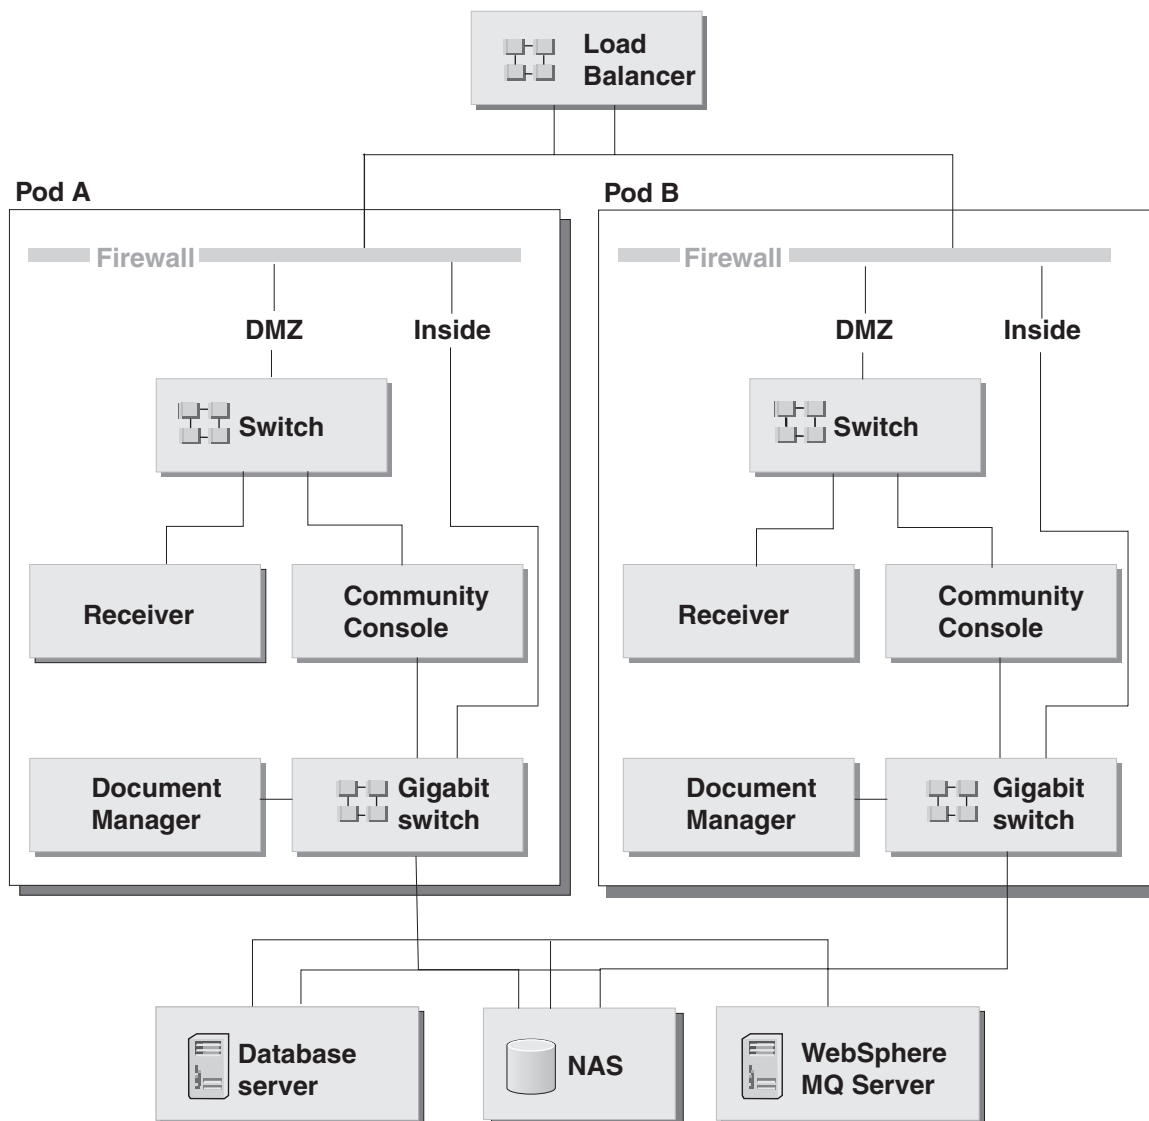 Load
Balancer
Pod A
Pod B
Firewall
Firewall
DMZ
Inside
DMZ
Inside
Switch
Switch
Receiver
Community
Console
Receiver
Community
Console
Document
Manager
Gigabit
switch
Document
Manager
Gigabit
switch
Database
server
NAS
WebSphere
MQ Server